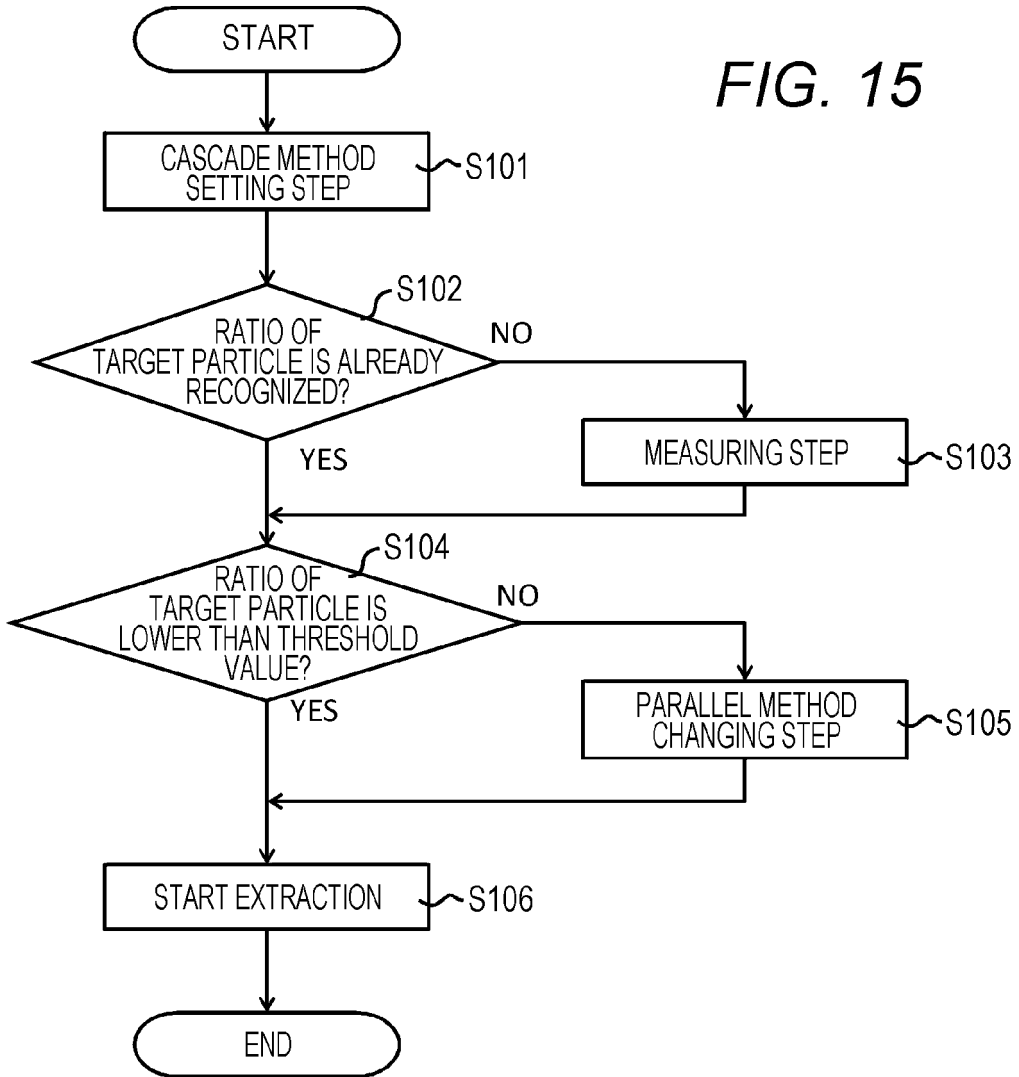 START
FIG. 15
CASCADE METHOD
SETTING STEP
S101
S102
RATIO OF
TARGET PARTICLE IS ALREADY
RECOGNIZED?
NO
YES
MEASURING STEP
S103
S104
RATIO OF
TARGET PARTICLE IS
LOWER THAN THRESHOLD
VALUE?
NO
YES
PARALLEL METHOD
CHANGING STEP
S105
START EXTRACTION
S106
END